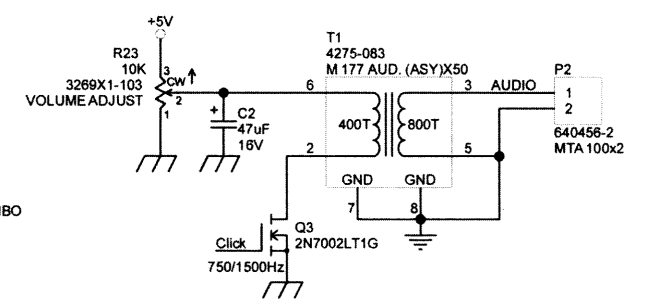 +5V
R23
10K
3269X1-103
VOLUME ADJUST
3
CW
2
1
+
C2
47uF
16V
T1
4275-083
M 177 AUD. (ASY)X50
6
2
400T
800T
3
AUDIO
5
P2
1
2
640456-2
MTA 100x2
GND
GND
7
8
IBO
Q3
2N7002LT1G
Click
750/1500Hz